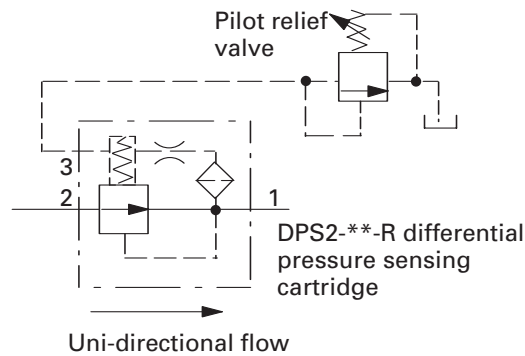 Pilot relief
valve
3
2
1
DPS2-**-R differential
pressure sensing
cartridge
Uni-directional flow